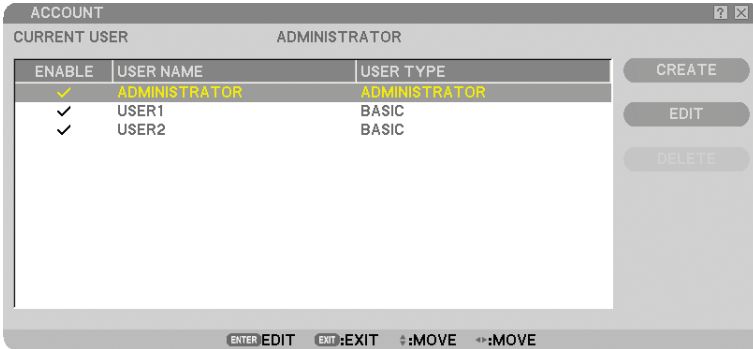 ACCOUNT
CURRENT USER ADMINISTRATOR
ENABLE USER NAME USER TYPE
ADMINISTRATOR ADMINISTRATOR
USER1 BASIC
USER2 BASIC
CREATE
EDIT
DELETE
ENTER EDIT EXIT :EXIT :MOVE :MOVE